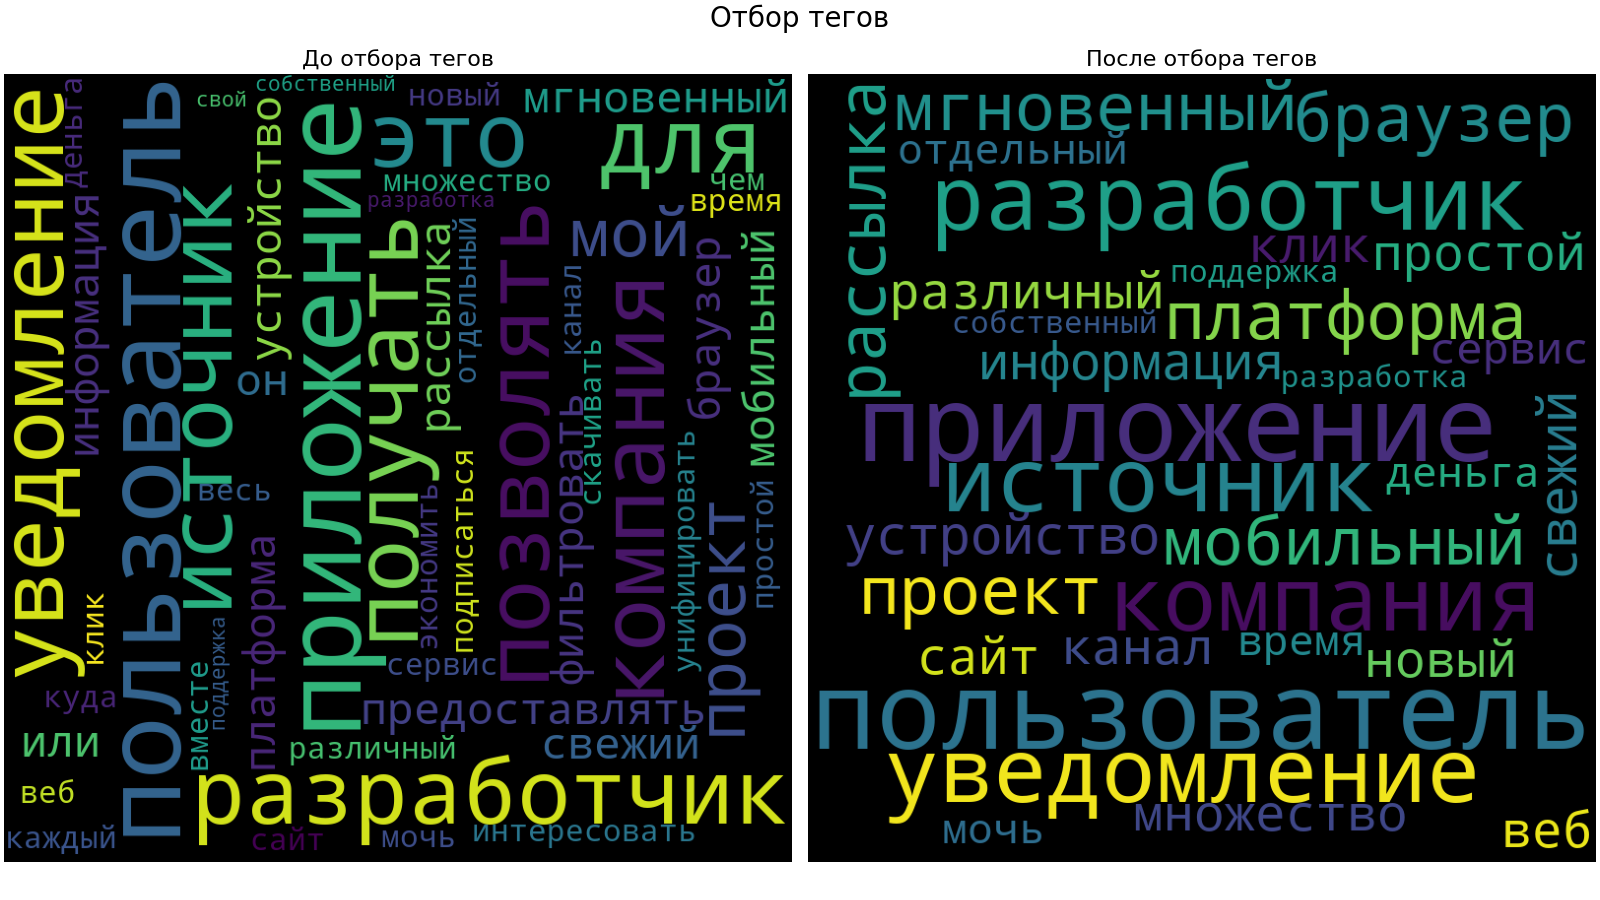 Отбор тегов
До отбора тегов
После отбора тегов
уведомление
деньга
информация
пользователь
источник
свой
собственный
устройство
новый
мгновенный
это
для
множество
чем
разработка
время
приложение
получать
рассылка
отдельный
позволять
мой
канал
компания
браузер
мобильный
он
скачивать
фильтровать
весь
экономить
подписаться
унифицировать
проект
простой
клик
платформа
поддержка
вместе
сервис
куда
предоставлять
или
различный
свежий
веб
разработчик
каждый
сайт
мочь
интересовать
рассылка
мгновенный
браузер
отдельный
разработчик
клик
простой
поддержка
различный
платформа
собственный
сервис
информация
разработка
приложение
свежий
источник
деньга
устройство
мобильный
проект
компания
сайт
канал
время
новый
пользователь
уведомление
множество
мочь
веб